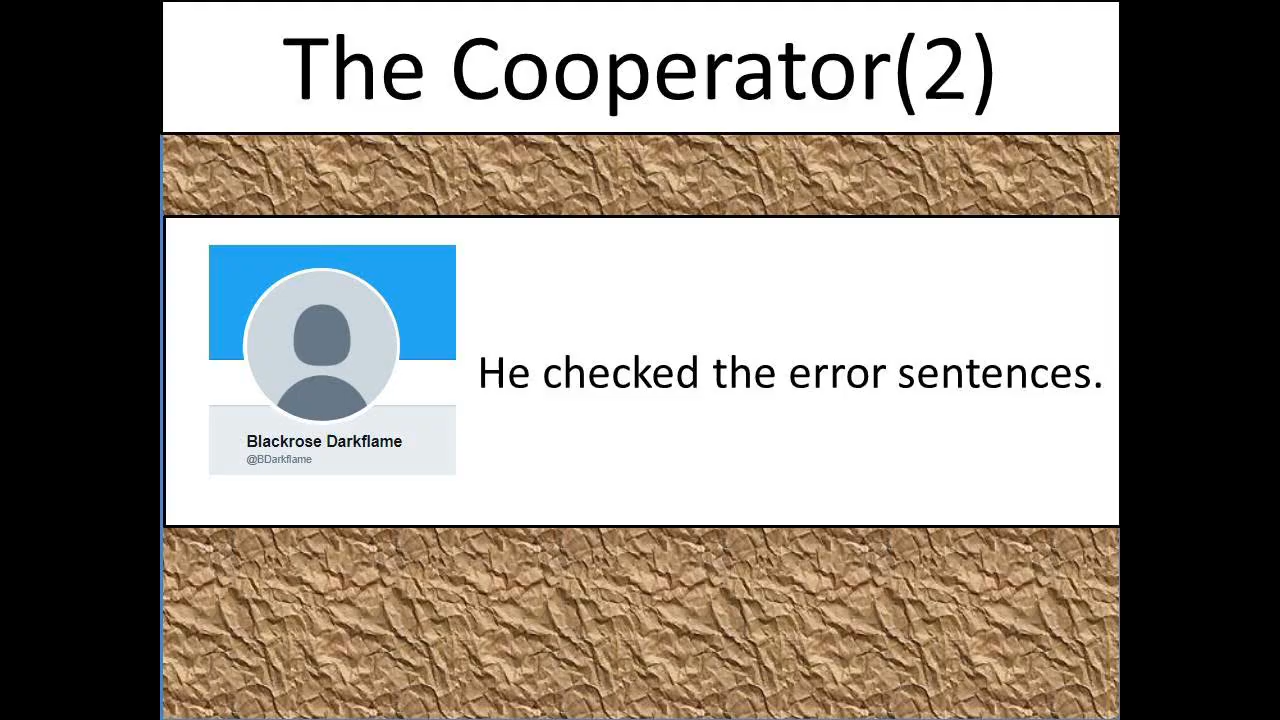 The Cooperator(2)
He checked the error sentences.
Blackrose Darkflame
@BDarkflame